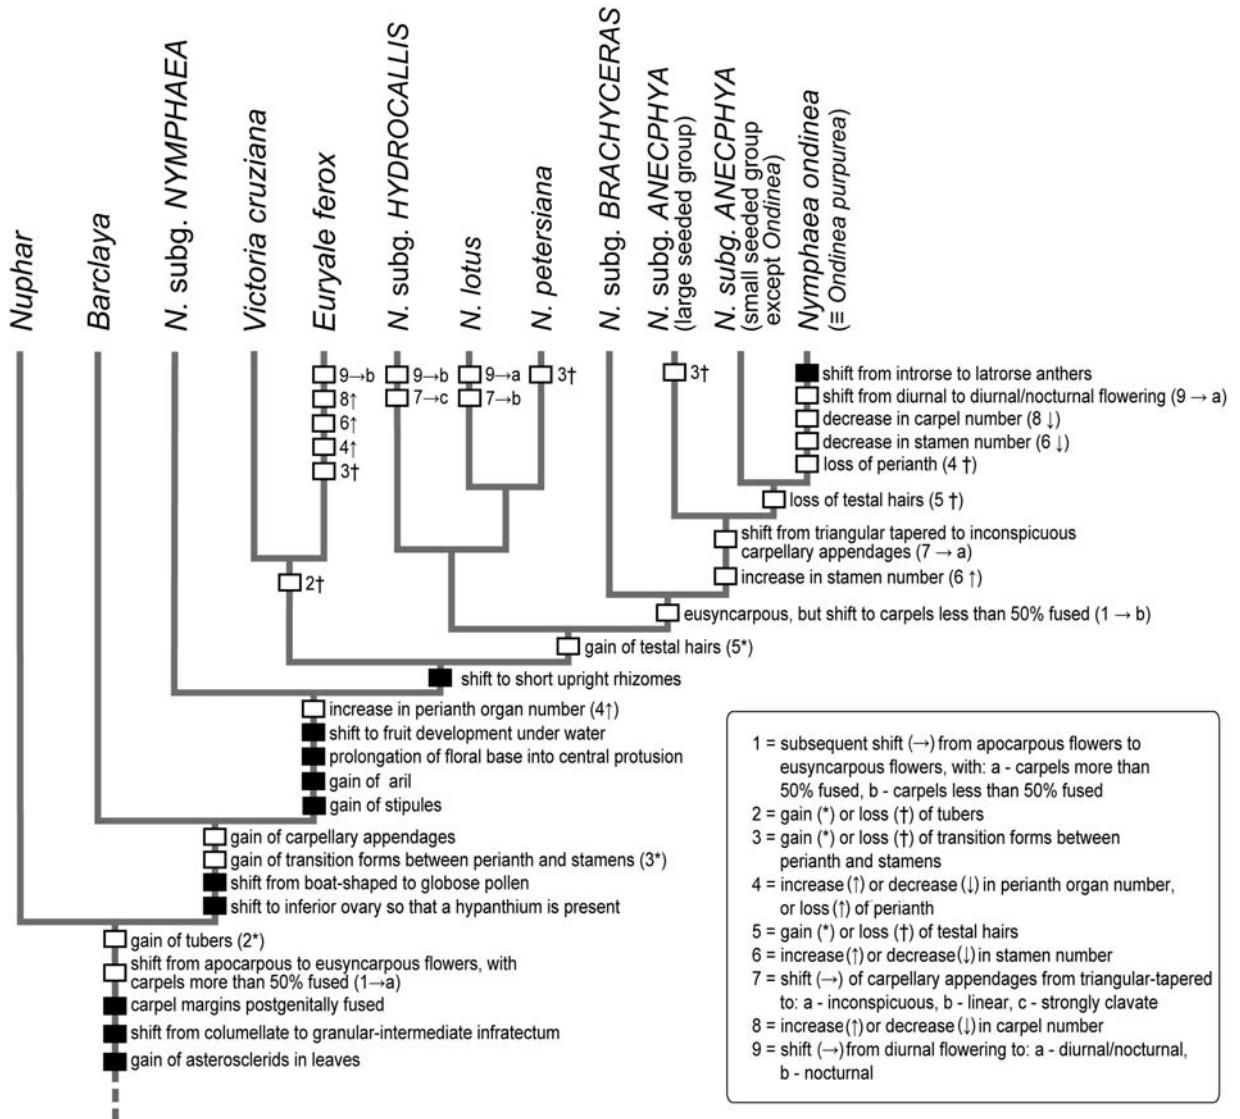 Nuphar
Barclaya
N. subg. NYMPHAEA
Victoria cruziana
Euryale ferox
N. subg. HYDROCALLIS
N. lotus
N. petersiana
N. subg. BRACHYCERAS
N. subg. ANECPHYA
(large seeded group)
N. subg. ANECPHYA
(small seeded group
except Ondinea)
Nymphaea ondinea
(≡ Ondinea purpurea)
9→b
8↑
6↑
4↑
3†
9→b
7→c
9→a
7→b
3†
3†
shift from introrse to latrorse anthers
shift from diurnal to diurnal/nocturnal flowering (9 → a)
decrease in carpel number (8 ↓)
decrease in stamen number (6 ↓)
loss of perianth (4 †)
loss of testal hairs (5 †)
shift from triangular tapered to inconspicuous
carpellary appendages (7 → a)
increase in stamen number (6 ↑)
2†
eusyncarpous, but shift to carpels less than 50% fused (1 → b)
gain of testal hairs (5*)
shift to short upright rhizomes
increase in perianth organ number (4↑)
shift to fruit development under water
prolongation of floral base into central protusion
gain of aril
gain of stipules
gain of carpellary appendages
gain of transition forms between perianth and stamens (3*)
shift from boat-shaped to globose pollen
shift to inferior ovary so that a hypanthium is present
gain of tubers (2*)
shift from apocarpous to eusyncarpous flowers, with
carpels more than 50% fused (1→a)
carpel margins postgenitally fused
shift from columellate to granular-intermediate infratectum
gain of asterosclerids in leaves
1 = subsequent shift (→) from apocarpous flowers to
eusyncarpous flowers, with: a - carpels more than
50% fused, b - carpels less than 50% fused
2 = gain (*) or loss (†) of tubers
3 = gain (*) or loss (†) of transition forms between
perianth and stamens
4 = increase (↑) or decrease (↓) in perianth organ number,
or loss (↑) of perianth
5 = gain (*) or loss (†) of testal hairs
6 = increase (↑) or decrease (↓) in stamen number
7 = shift (→) of carpellary appendages from triangular-tapered
to: a - inconspicuous, b - linear, c - strongly clavate
8 = increase (↑) or decrease (↓) in carpel number
9 = shift (→) from diurnal flowering to: a - diurnal/nocturnal,
b - nocturnal